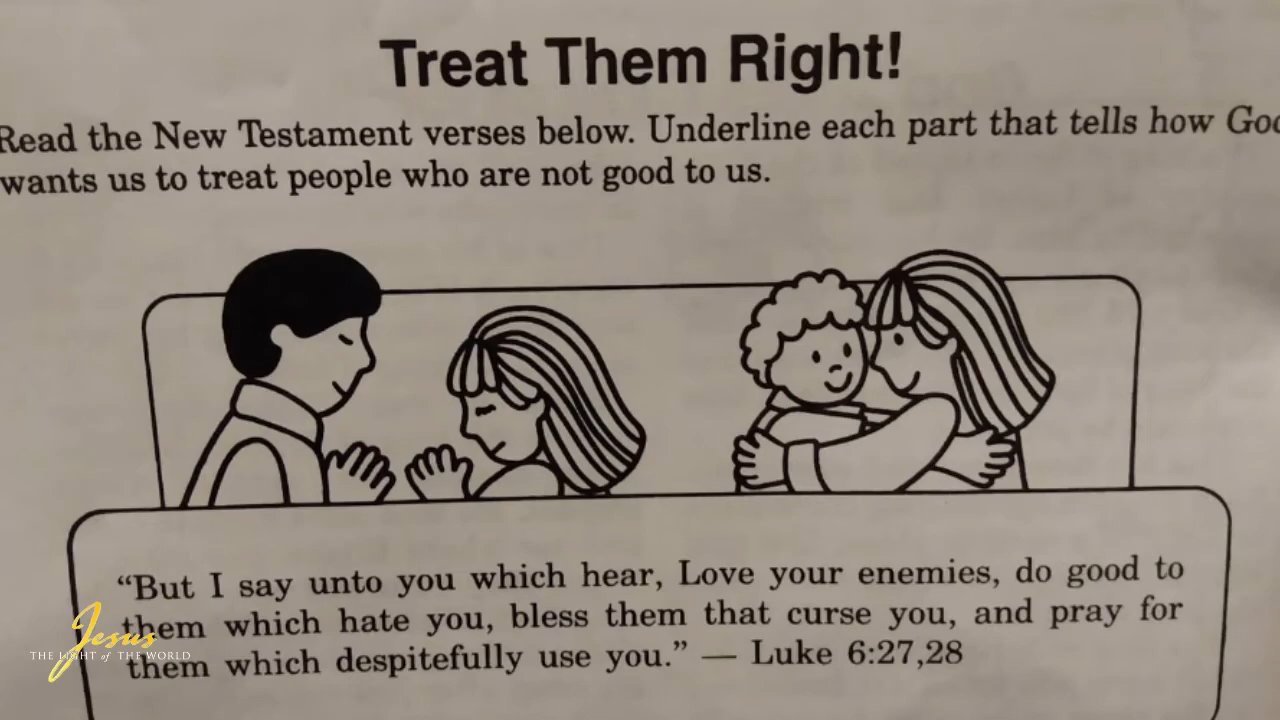 Treat Them Right!
Read the New Testament verses below. Underline each part that tells how God
wants us to treat people who are not good to us.
“But I say unto you which hear, Love your enemies, do good to
them which hate you, bless them that curse you, and pray for
them which despitefully use you.” — Luke 6:27,28
Jesus
THE LIGHT of THE WORLD